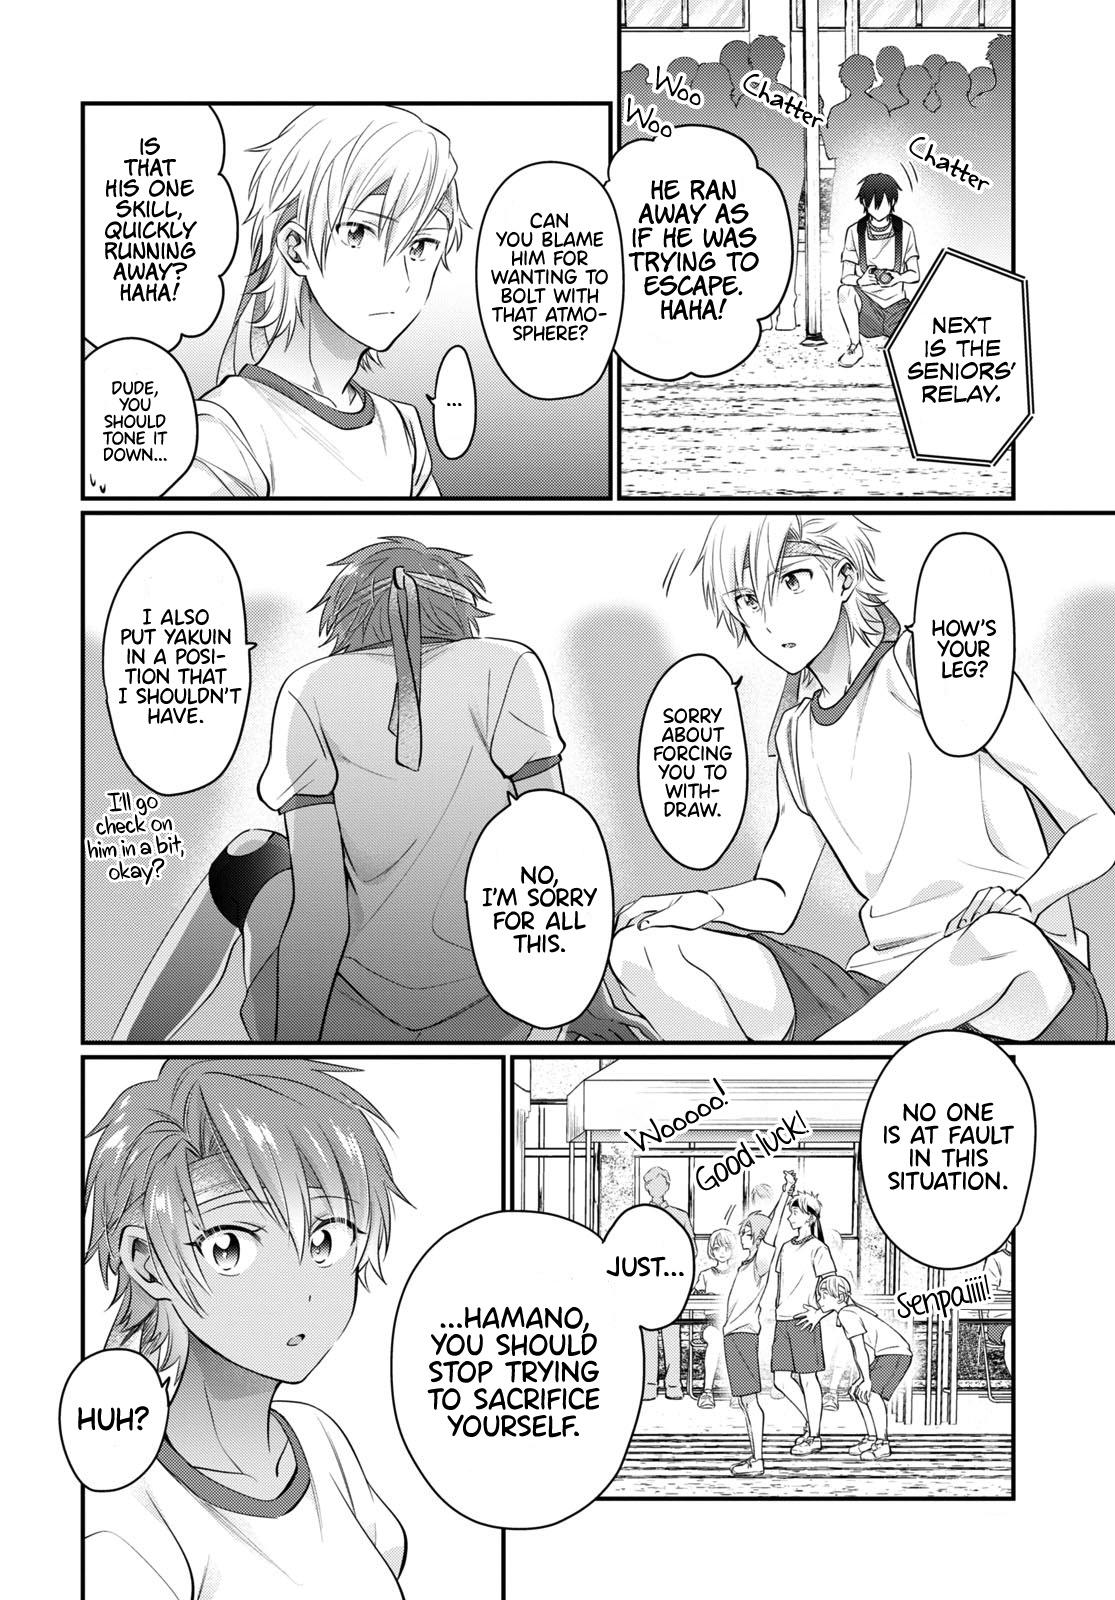 Woo
Woo
Chatter
Chatter
HE RAN
AWAY AS
IF HE WAS
TRYING TO
ESCAPE.
HAHA!
NEXT
IS THE
SENIORS'
RELAY.
CAN
YOU BLAME
HIM FOR
WANTING TO
BOLT WITH
THAT ATMO-
SPHERE?
...
IS
THAT
HIS ONE
SKILL,
QUICKLY
RUNNING
AWAY?
HAHA!
DUDE,
YOU
SHOULD
TONE IT
DOWN...
HOW'S
YOUR
LEG?
SORRY
ABOUT
FORCING
YOU TO
WITH-
DRAW.
NO,
I'M SORRY
FOR ALL
THIS.
I ALSO
PUT YAKUIN
IN A POSI-
TION THAT
I SHOULDN'T
HAVE.
I'll go
check on
him in a bit,
okay?
NO ONE
IS AT FAULT
IN THIS
SITUATION.
Wooooo!
Good luck!
Senpaiiii!
JUST...
...HAMANO,
YOU SHOULD
STOP TRYING
TO SACRIFICE
YOURSELF.
HUH?